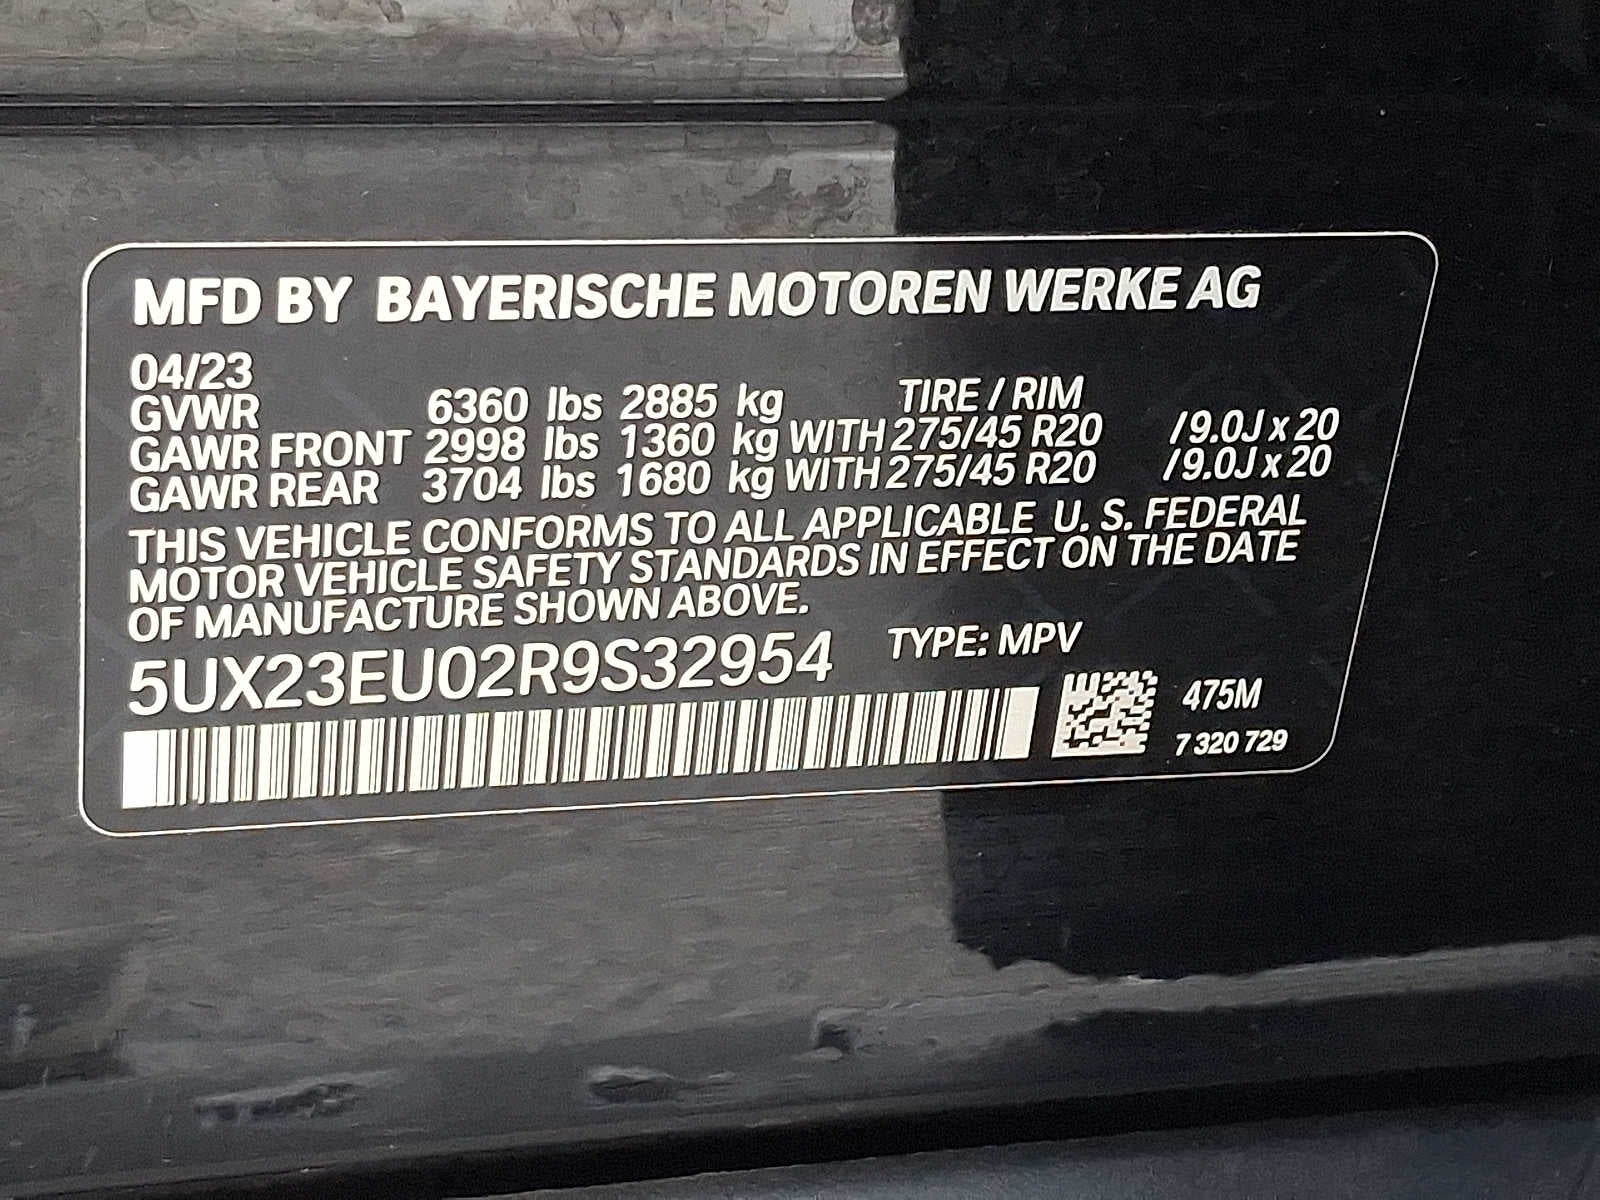 MFD BY BAYERISCHE MOTOREN WERKE AG
04/23
GVWR 6360 lbs 2885 kg TIRE / RIM
GAWR FRONT 2998 lbs 1360 kg WITH 275/45 R20 /9.0J x 20
GAWR REAR 3704 lbs 1680 kg WITH 275/45 R20 /9.0J x 20
THIS VEHICLE CONFORMS TO ALL APPLICABLE U. S. FEDERAL
MOTOR VEHICLE SAFETY STANDARDS IN EFFECT ON THE DATE
OF MANUFACTURE SHOWN ABOVE.
5UX23EU02R9S32954 TYPE: MPV
475M
7 320 729